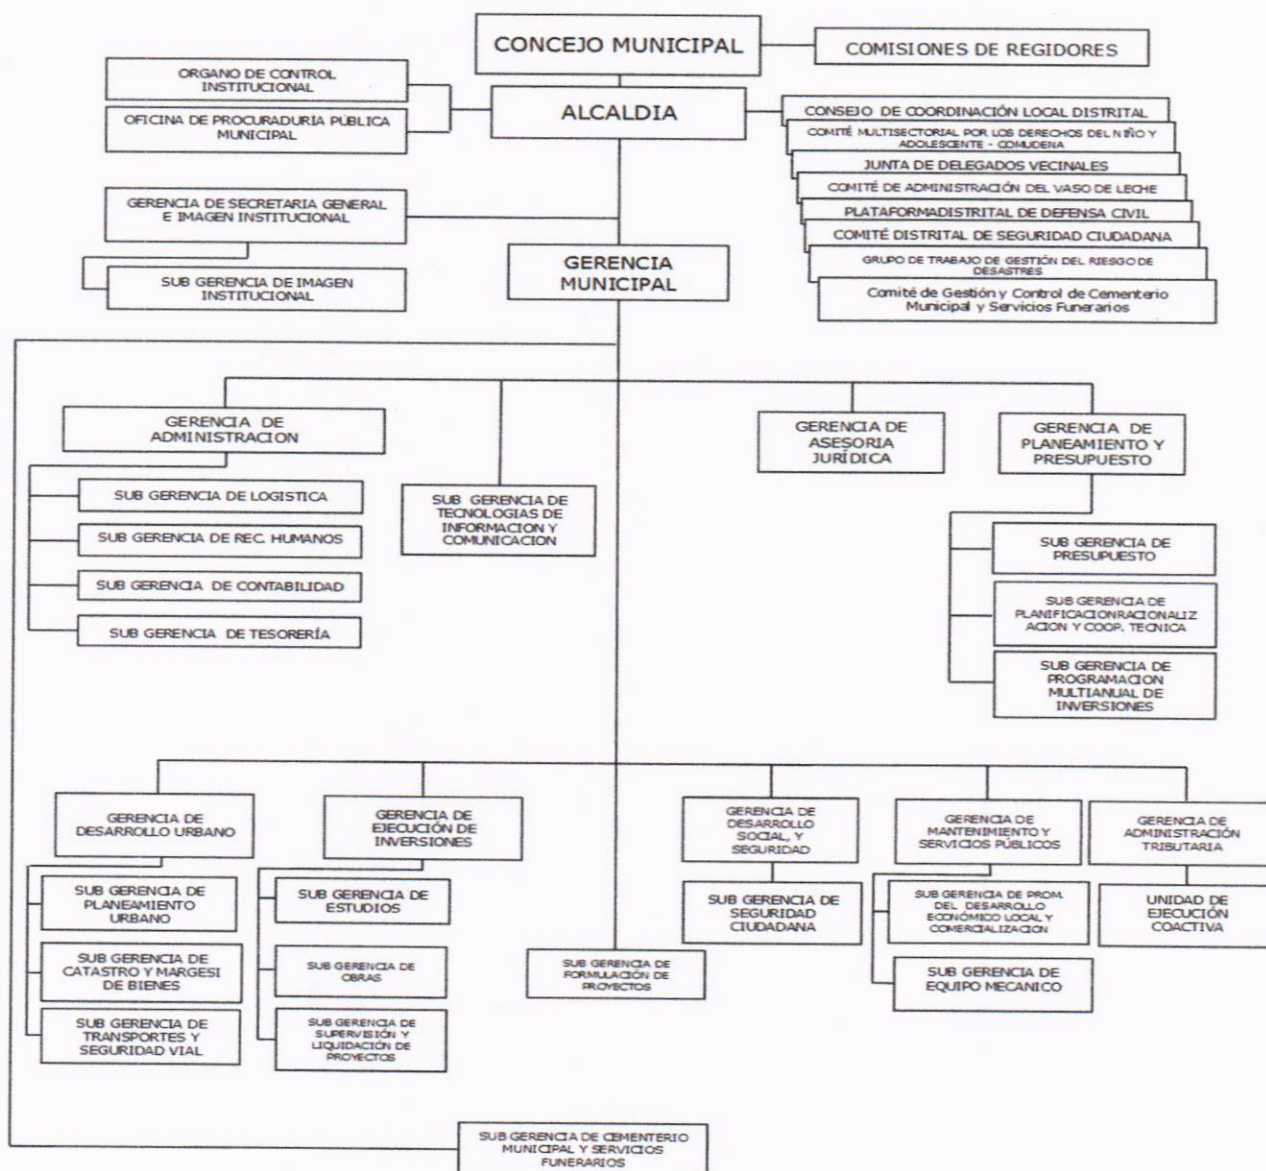 CONCEJO MUNICIPAL
COMISIONES DE REGIDORES
ORGANO DE CONTROL
INSTITUCIONAL
OFICINA DE PROCURADURÍA PÚBLICA
MUNICIPAL
ALCALDIA
CONSEJO DE COORDINACIÓN LOCAL DISTRITAL
COMITÉ MULTISECTORIAL POR LOS DERECHOS DEL NIÑO Y
ADOLESCENTE - COMUDENA
JUNTA DE DELEGADOS VECINALES
COMITÉ DE ADMINISTRACIÓN DEL VASO DE LECHE
PLATAFORMADISTRITAL DE DEFENSA CIVIL
COMITÉ DISTRITAL DE SEGURIDAD CIUDADANA
GRUPO DE TRABAJO DE GESTIÓN DEL RIESGO DE
DESASTRES
Comité de Gestión y Control de Cementerio
Municipal y Servicios Funerarios
GERENCIA DE SECRETARIA GENERAL
E IMAGEN INSTITUCIONAL
SUB GERENCIA DE IMAGEN
INSTITUCIONAL
GERENCIA
MUNICIPAL
GERENCIA DE
ADMINISTRACION
SUB GERENCIA DE LOGISTICA
SUB GERENCIA DE REC. HUMANOS
SUB GERENCIA DE CONTABILIDAD
SUB GERENCIA DE TESORERÍA
SUB GERENCIA DE
TECNOLOGIAS DE
INFORMACION Y
COMUNICACION
GERENCIA DE
ASESORIA
JURÍDICA
GERENCIA DE
PLANEAMIENTO Y
PRESUPUESTO
SUB GERENCIA DE
PRESUPUESTO
SUB GERENCIA DE
PLANIFICACIONRACIONALIZ
ACION Y COOP. TECNICA
SUB GERENCIA DE
PROGRAMACION
MULTIANUAL DE
INVERSIONES
GERENCIA DE
DESARROLLO URBANO
SUB GERENCIA DE
PLANEAMIENTO
URBANO
SUB GERENCIA DE
CATASTRO Y MARGESI
DE BIENES
SUB GERENCIA DE
TRANSPORTES Y
SEGURIDAD VIAL
GERENCIA DE
EJECUCIÓN DE
INVERSIONES
SUB GERENCIA DE
ESTUDIOS
SUB GERENCIA DE
OBRAS
SUB GERENCIA DE
SUPERVISIÓN Y
LIQUIDACIÓN DE
PROYECTOS
SUB GERENCIA DE
FORMULACIÓN DE
PROYECTOS
GERENCIA DE
DESARROLLO
SOCIAL, Y
SEGURIDAD
SUB GERENCIA DE
SEGURIDAD
CIUDADANA
GERENCIA DE
MANTENIMIENTO Y
SERVICIOS PÚBLICOS
SUB GERENCIA DE PROM.
DEL DESARROLLO
ECONÓMICO LOCAL Y
COMERCIALIZACION
SUB GERENCIA DE
EQUIPO MECANICO
GERENCIA DE
ADMINISTRACIÓN
TRIBUTARIA
UNIDAD DE
EJECUCIÓN
COACTIVA
SUB GERENCIA DE CEMENTERIO
MUNICIPAL Y SERVICIOS
FUNERARIOS